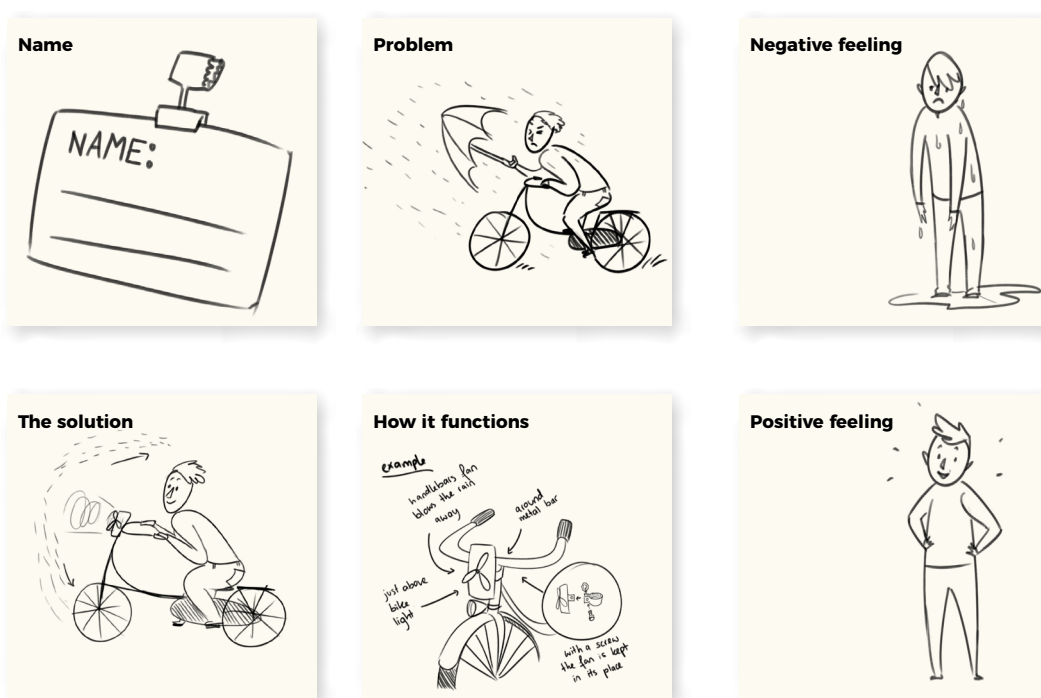 Name
NAME:
Problem
Negative feeling
The solution
How it functions
example
handlebars fan
blows the rain
away
around
metal bar
just above
bike
light
with a screw
the fan is kept
in its place
Positive feeling